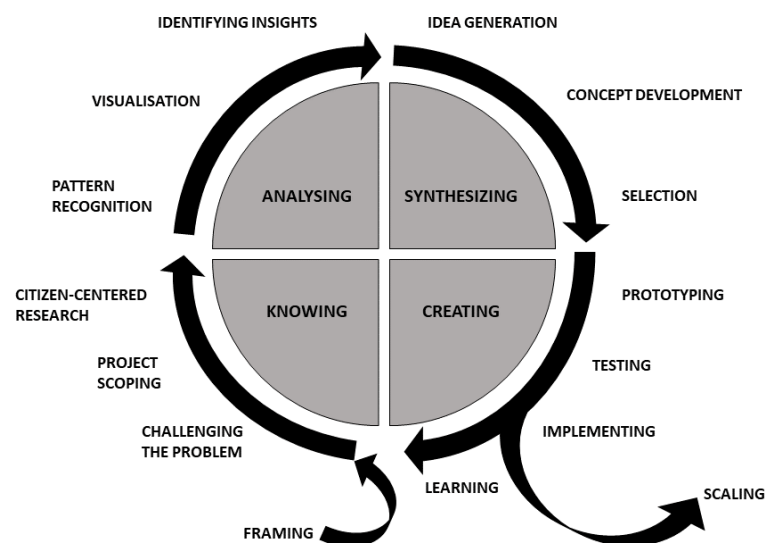 IDENTIFYING INSIGHTS
IDEA GENERATION
VISUALISATION
CONCEPT DEVELOPMENT
PATTERN
RECOGNITION
ANALYSING
SYNTHESIZING
SELECTION
CITIZEN-CENTERED
RESEARCH
KNOWING
CREATING
PROTOTYPING
PROJECT
SCOPING
TESTING
CHALLENGING
THE PROBLEM
IMPLEMENTING
LEARNING
SCALING
FRAMING